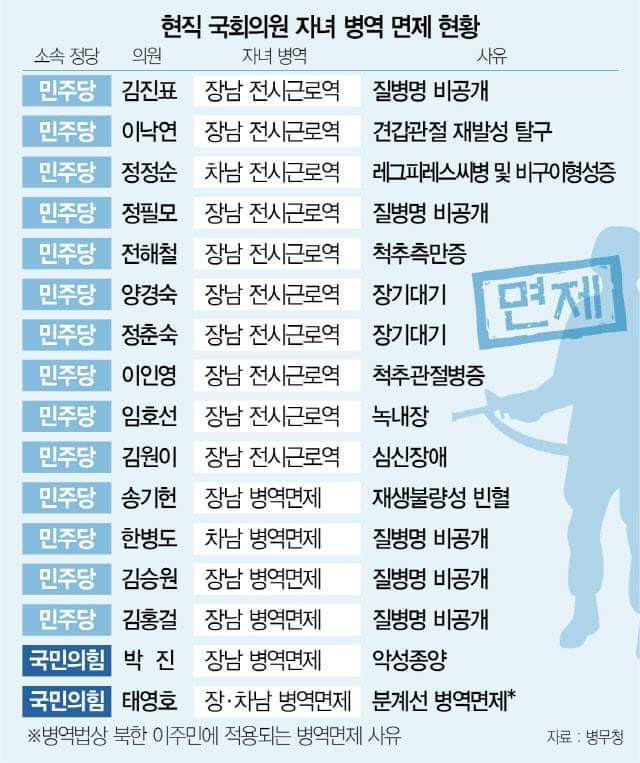 현직 국회의원 자녀 병역 면제 현황
소속 정당 의원 자녀 병역 사유
민주당 김진표 장남 전시근로역 질병명 비공개
민주당 이낙연 장남 전시근로역 견갑관절 재발성 탈구
민주당 정정순 차남 전시근로역 레그피레스씨병 및 비구이형성증
민주당 정필모 장남 전시근로역 질병명 비공개
민주당 전해철 장남 전시근로역 척추측만증
민주당 양경숙 장남 전시근로역 장기대기
민주당 정춘숙 장남 전시근로역 장기대기
민주당 이인영 장남 전시근로역 척추관절병증
민주당 임호선 장남 전시근로역 녹내장
민주당 김원이 장남 전시근로역 심신장애
민주당 송기헌 장남 병역면제 재생불량성 빈혈
민주당 한병도 차남 병역면제 질병명 비공개
민주당 김승원 장남 병역면제 질병명 비공개
민주당 김홍걸 장남 병역면제 질병명 비공개
국민의힘 박 진 장남 병역면제 악성종양
국민의힘 태영호 장·차남 병역면제 분계선 병역면제*
면제
※병역법상 북한 이주민에 적용되는 병역면제 사유
자료 : 병무청